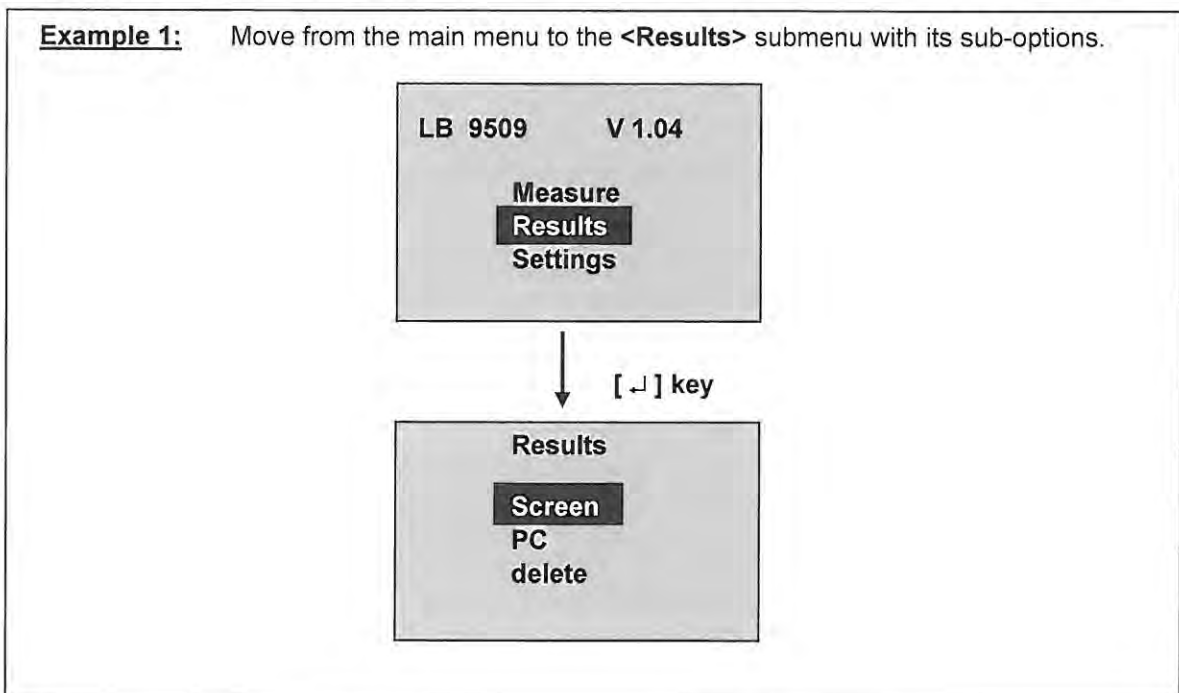 Example 1: Move from the main menu to the <Results> submenu with its sub-options.
LB 9509 V 1.04
Measure
Results
Settings
[ ↵ ] key
Results
Screen
PC
delete